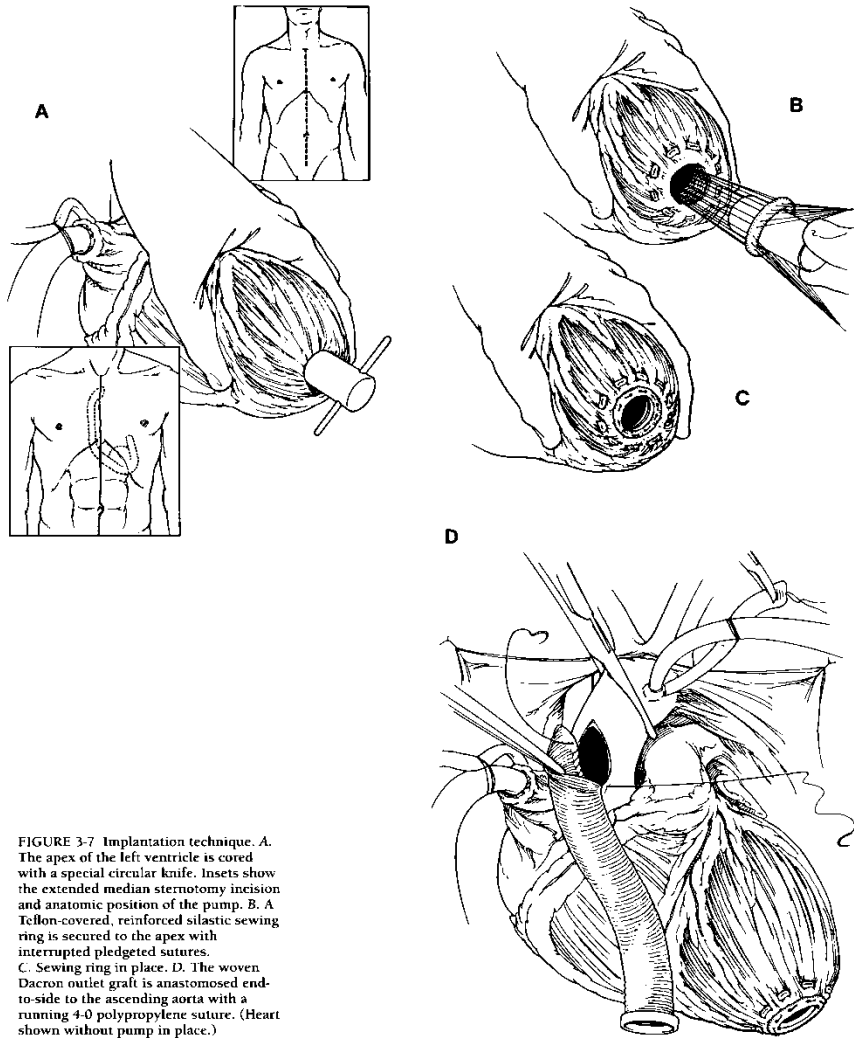 A
B
C
D
FIGURE 3-7 Implantation technique. A.
The apex of the left ventricle is cored
with a special circular knife. Insets show
the extended median sternotomy incision
and anatomic position of the pump. B. A
Teflon-covered, reinforced silastic sewing
ring is secured to the apex with
interrupted pledgeted sutures.
C. Sewing ring in place. D. The woven
Dacron outlet graft is anastomosed end-
to-side to the ascending aorta with a
running 4-0 polypropylene suture. (Heart
shown without pump in place.)